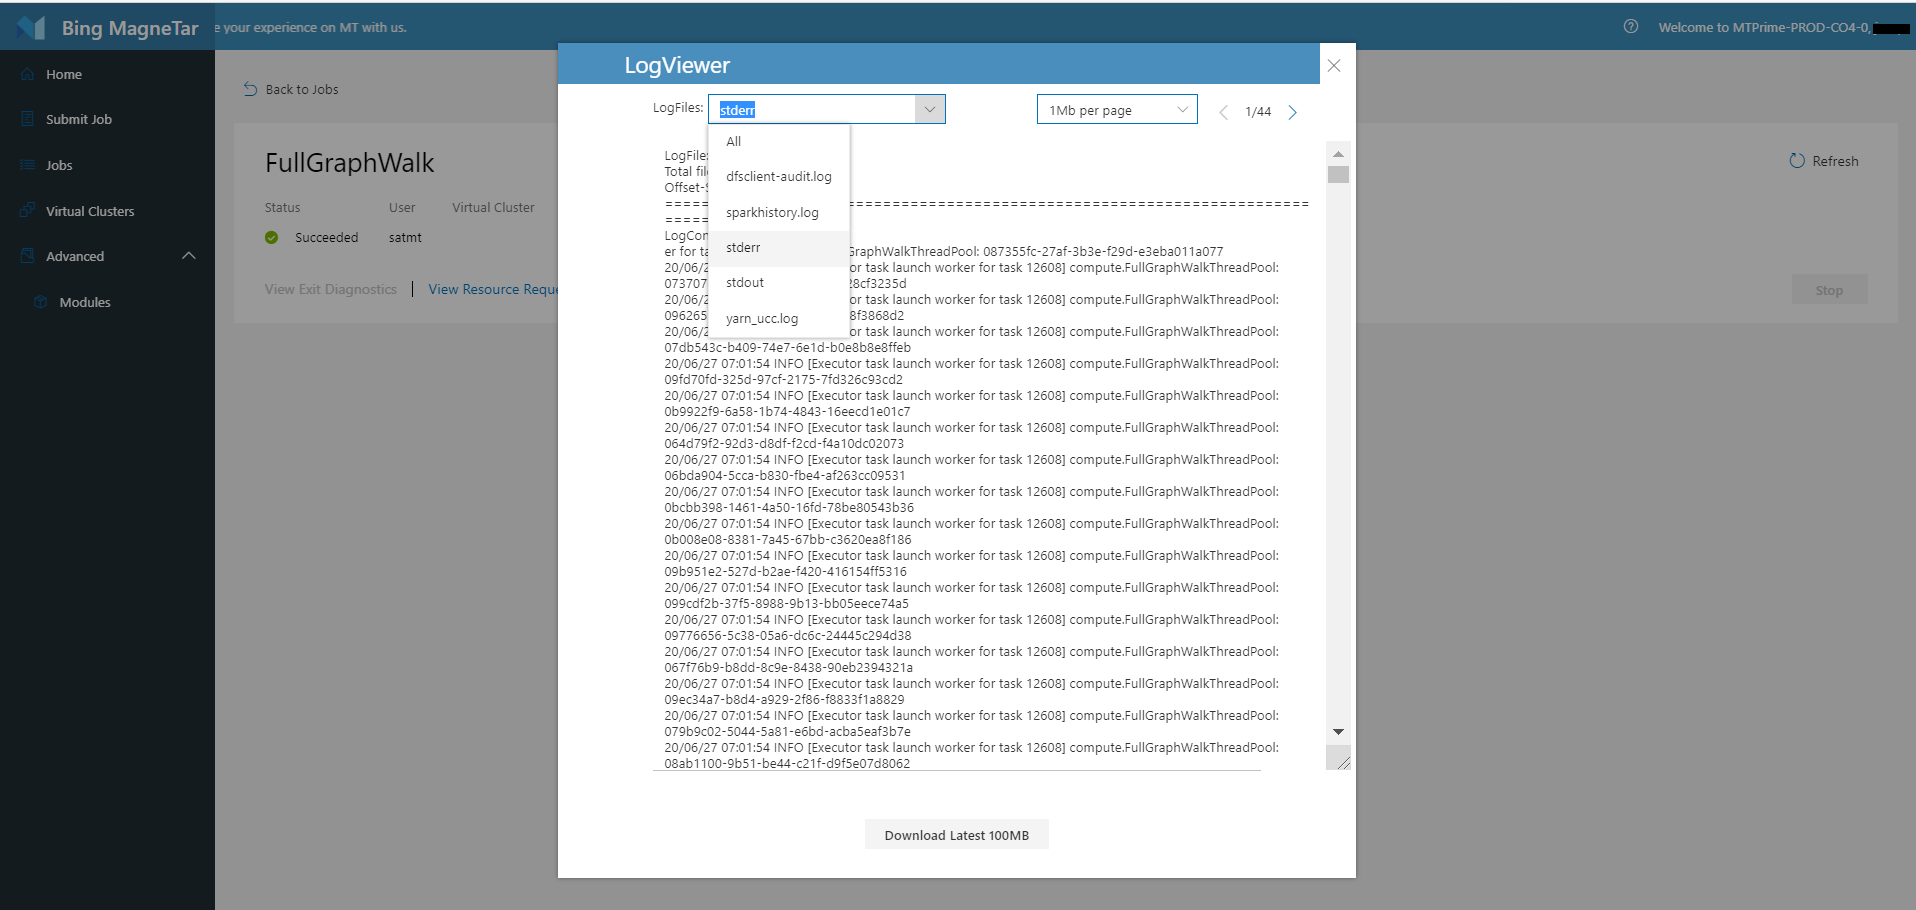 Bing MagneTar
e your experience on MT with us.
Welcome to MTPrime-PROD-CO4-0,
Home
Submit Job
Jobs
Virtual Clusters
Advanced
Modules
Back to Jobs
FullGraphWalk
Status User Virtual Cluster
Succeeded satmt
View Exit Diagnostics | View Resource Reque
Refresh
Stop
LogViewer
LogFiles: stderr
1Mb per page
1/44
All
dfsclient-audit.log
sparkhistory.log
stderr
stdout
yarn_ucc.log
LogFile
Total fil
Offset-S
LogCon
er for ta GraphWalkThreadPool: 087355fc-27af-3b3e-f29d-e3eba011a077
20/06/2 or task launch worker for task 12608] compute.FullGraphWalkThreadPool:
073707 28cf3235d
20/06/2 or task launch worker for task 12608] compute.FullGraphWalkThreadPool:
096265 8f3868d2
20/06/2 or task launch worker for task 12608] compute.FullGraphWalkThreadPool:
07db543c-b409-74e7-6e1d-b0e8b8e8ffeb
20/06/27 07:01:54 INFO [Executor task launch worker for task 12608] compute.FullGraphWalkThreadPool:
09fd70fd-325d-97cf-2175-7fd326c93cd2
20/06/27 07:01:54 INFO [Executor task launch worker for task 12608] compute.FullGraphWalkThreadPool:
0b9922f9-6a58-1b74-4843-16eecd1e01c7
20/06/27 07:01:54 INFO [Executor task launch worker for task 12608] compute.FullGraphWalkThreadPool:
064d79f2-92d3-d8df-f2cd-f4a10dc02073
20/06/27 07:01:54 INFO [Executor task launch worker for task 12608] compute.FullGraphWalkThreadPool:
06bda904-5cca-b830-fbe4-af263cc09531
20/06/27 07:01:54 INFO [Executor task launch worker for task 12608] compute.FullGraphWalkThreadPool:
0bcbb398-1461-4a50-16fd-78be80543b36
20/06/27 07:01:54 INFO [Executor task launch worker for task 12608] compute.FullGraphWalkThreadPool:
0b008e08-8381-7a45-67bb-c3620ea8f186
20/06/27 07:01:54 INFO [Executor task launch worker for task 12608] compute.FullGraphWalkThreadPool:
09b951e2-527d-b2ae-f420-416154ff5316
20/06/27 07:01:54 INFO [Executor task launch worker for task 12608] compute.FullGraphWalkThreadPool:
099cdf2b-37f5-8988-9b13-bb05eece74a5
20/06/27 07:01:54 INFO [Executor task launch worker for task 12608] compute.FullGraphWalkThreadPool:
09776656-5c38-05a6-dc6c-24445c294d38
20/06/27 07:01:54 INFO [Executor task launch worker for task 12608] compute.FullGraphWalkThreadPool:
067f76b9-b8dd-8c9e-8438-90eb2394321a
20/06/27 07:01:54 INFO [Executor task launch worker for task 12608] compute.FullGraphWalkThreadPool:
09ec34a7-b8d4-a929-2f86-f8833f1a8829
20/06/27 07:01:54 INFO [Executor task launch worker for task 12608] compute.FullGraphWalkThreadPool:
079b9c02-5044-5a81-e6bd-acba5eaf3b7e
20/06/27 07:01:54 INFO [Executor task launch worker for task 12608] compute.FullGraphWalkThreadPool:
08ab1100-9b51-be44-c21f-d9f5e07d8062
Download Latest 100MB